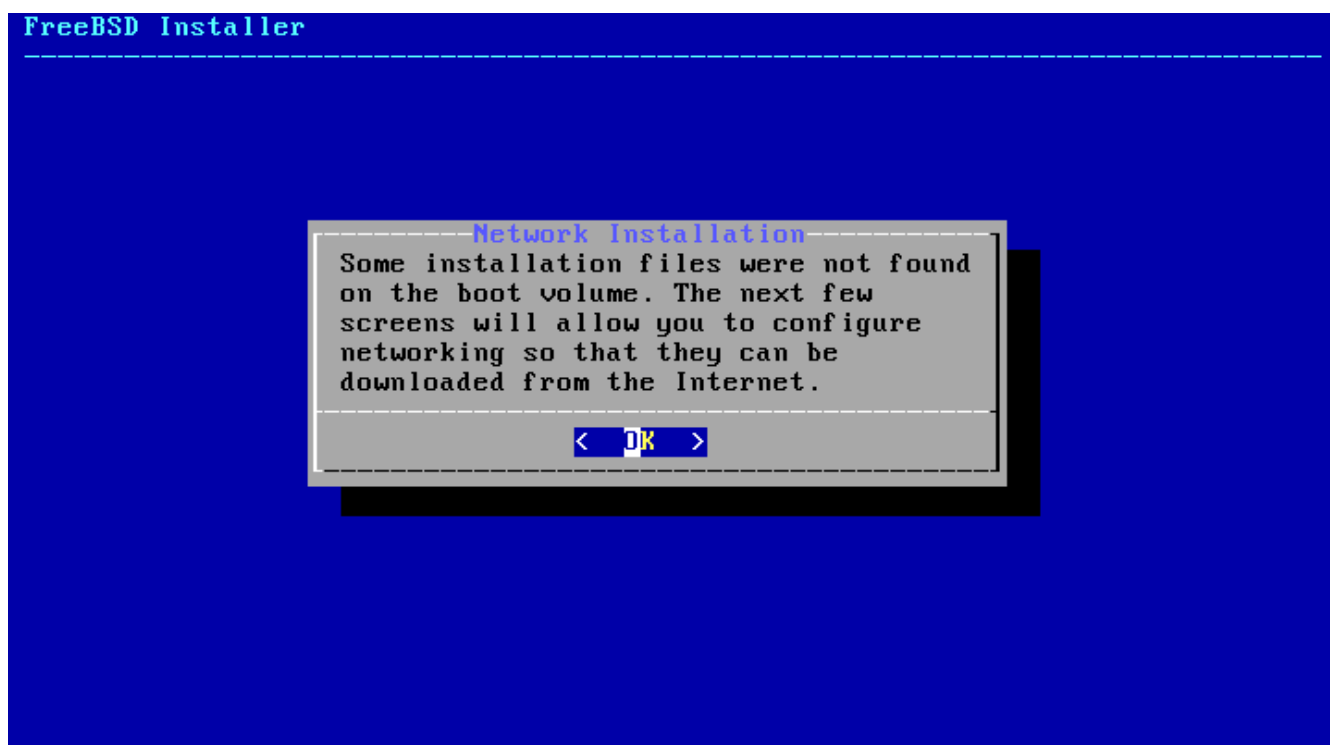 FreeBSD Installer
Network Installation
Some installation files were not found
on the boot volume. The next few
screens will allow you to configure
networking so that they can be
downloaded from the Internet.
< OK >